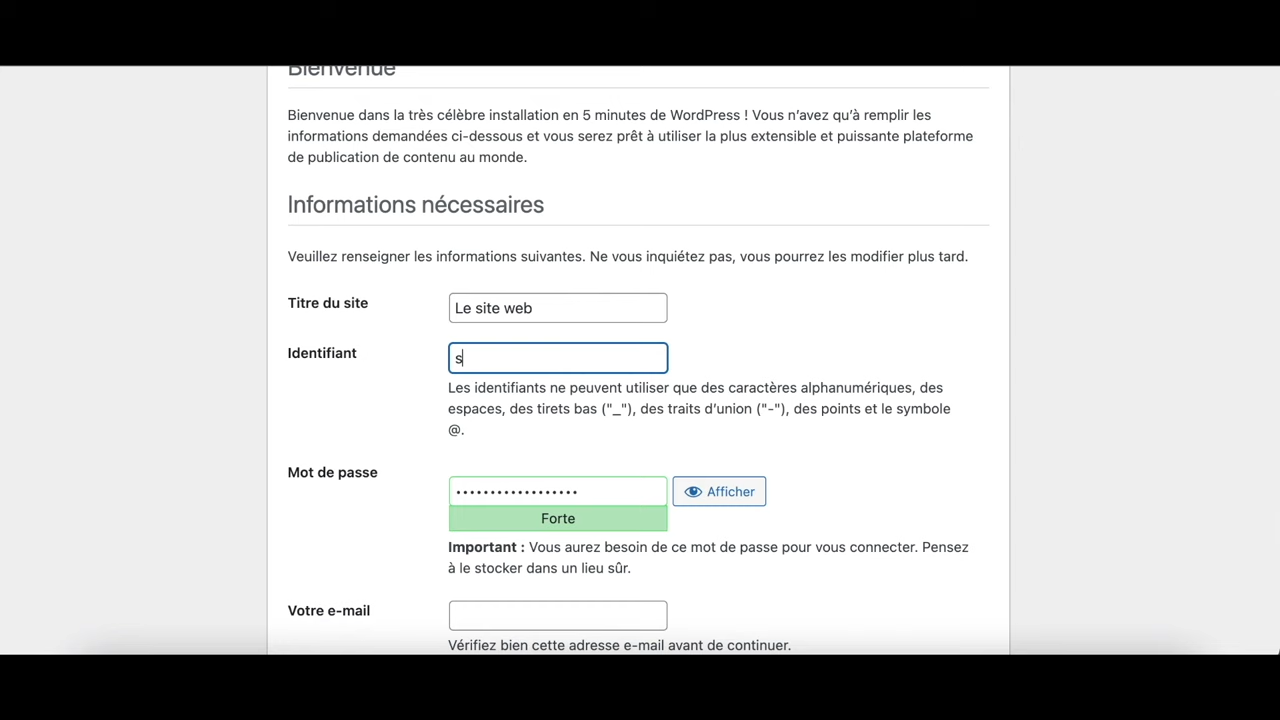 Bienvenue
Bienvenue dans la très célèbre installation en 5 minutes de WordPress ! Vous n’avez qu’à remplir les
informations demandées ci-dessous et vous serez prêt à utiliser la plus extensible et puissante plateforme
de publication de contenu au monde.
Informations nécessaires
Veuillez renseigner les informations suivantes. Ne vous inquiétez pas, vous pourrez les modifier plus tard.
Titre du site
Le site web
Identifiant
s
Les identifiants ne peuvent utiliser que des caractères alphanumériques, des
espaces, des tirets bas ("_"), des traits d’union ("-"), des points et le symbole
@.
Mot de passe
••••••••••••••••••
Afficher
Forte
Important : Vous aurez besoin de ce mot de passe pour vous connecter. Pensez
à le stocker dans un lieu sûr.
Votre e-mail
Vérifiez bien cette adresse e-mail avant de continuer.